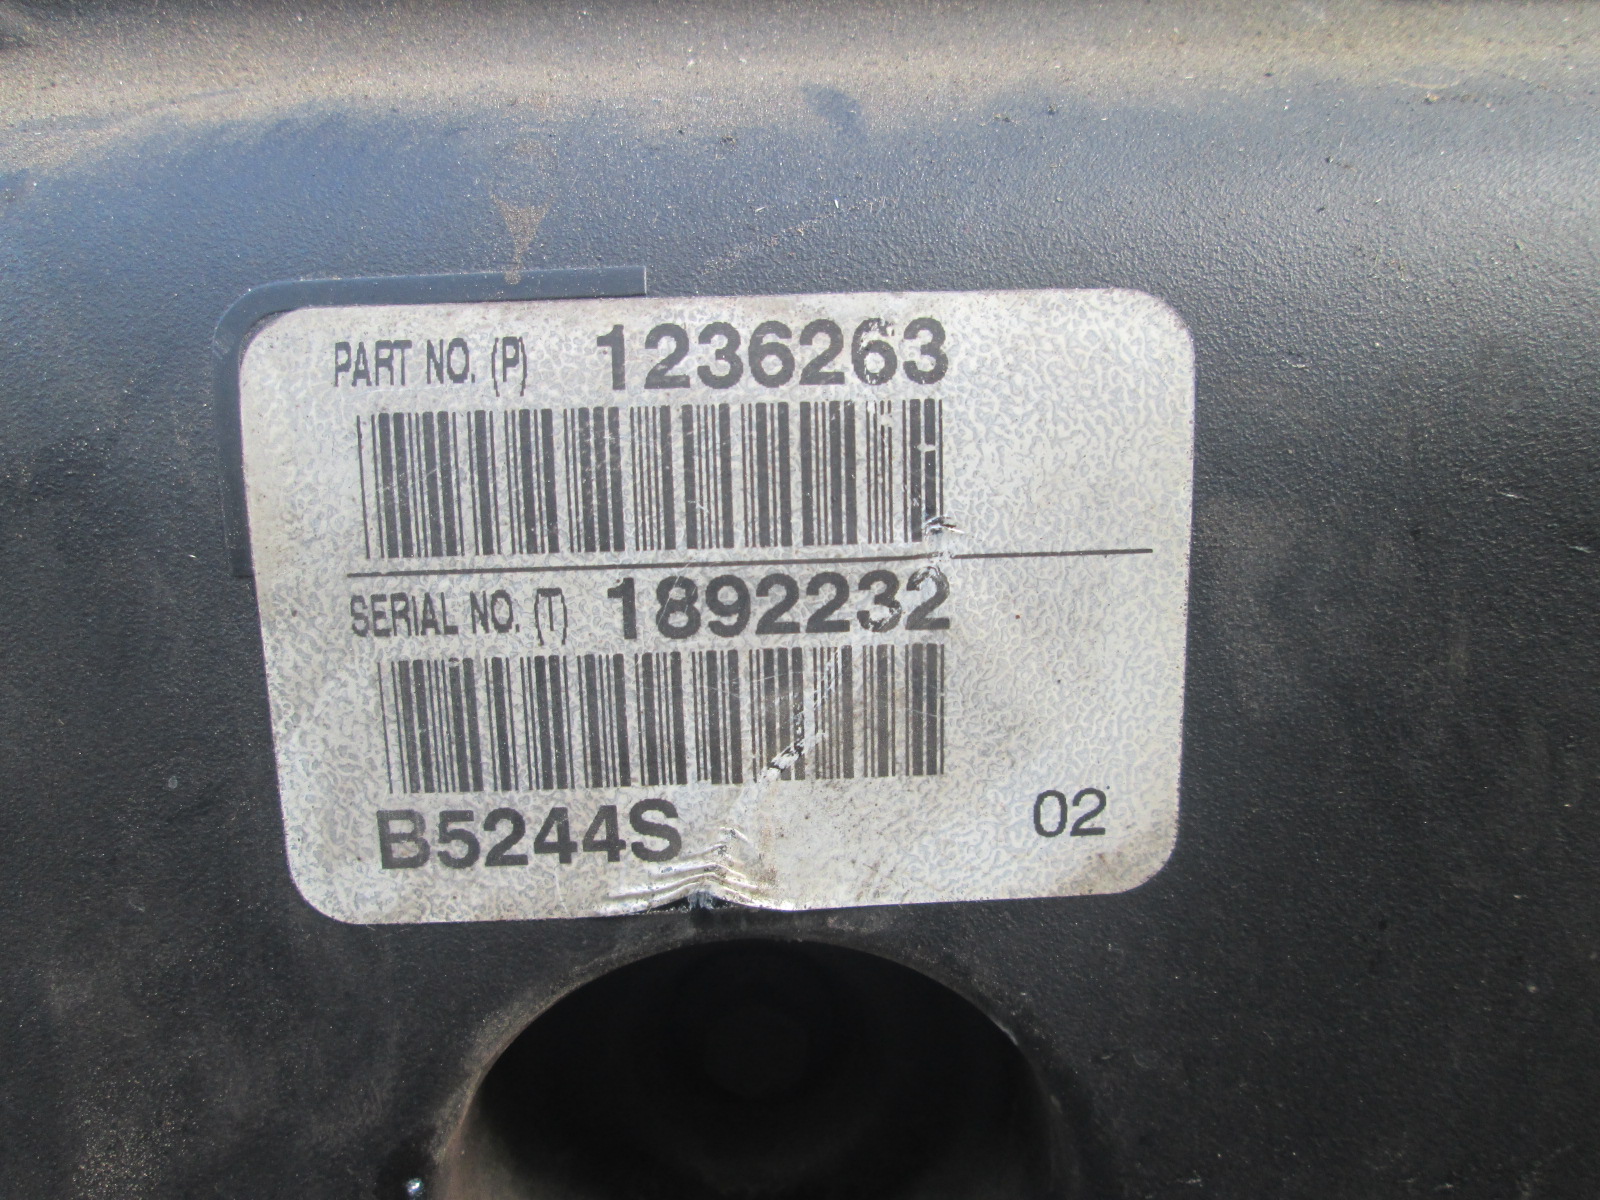 PART NO. (P) 1236263
SERIAL NO. (T) 1892232
B5244S 02